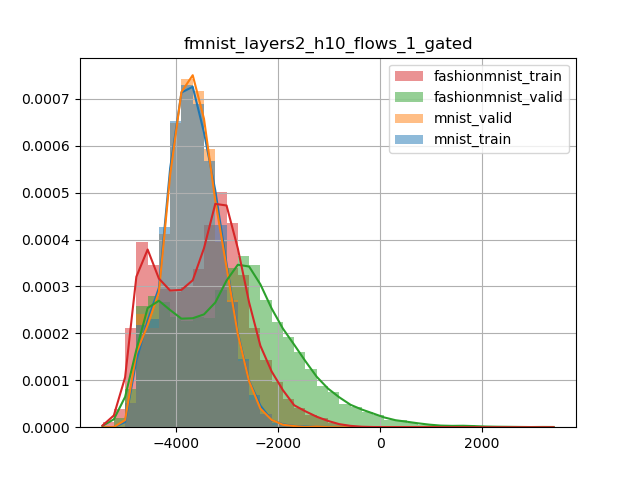 fmnist_layers2_h10_flows_1_gated
fashionmnist_train
fashionmnist_valid
mnist_valid
mnist_train
0.0007
0.0006
0.0005
0.0004
0.0003
0.0002
0.0001
0.0000
−4000 −2000 0 2000